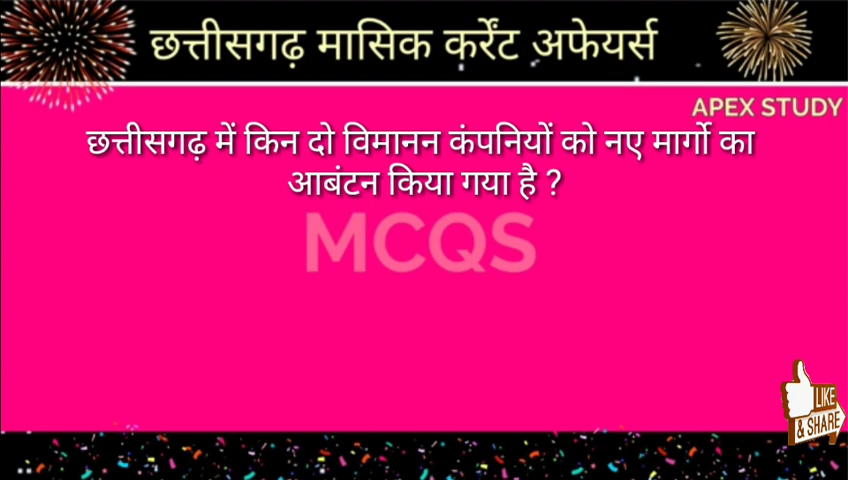 छत्तीसगढ़ मासिक करेंट अफेयर्स
APEX STUDY
छत्तीसगढ़ में किन दो विमानन कंपनियों को नए मार्गो का
आबंटन किया गया है ?
MCQS
LIKE
& SHARE